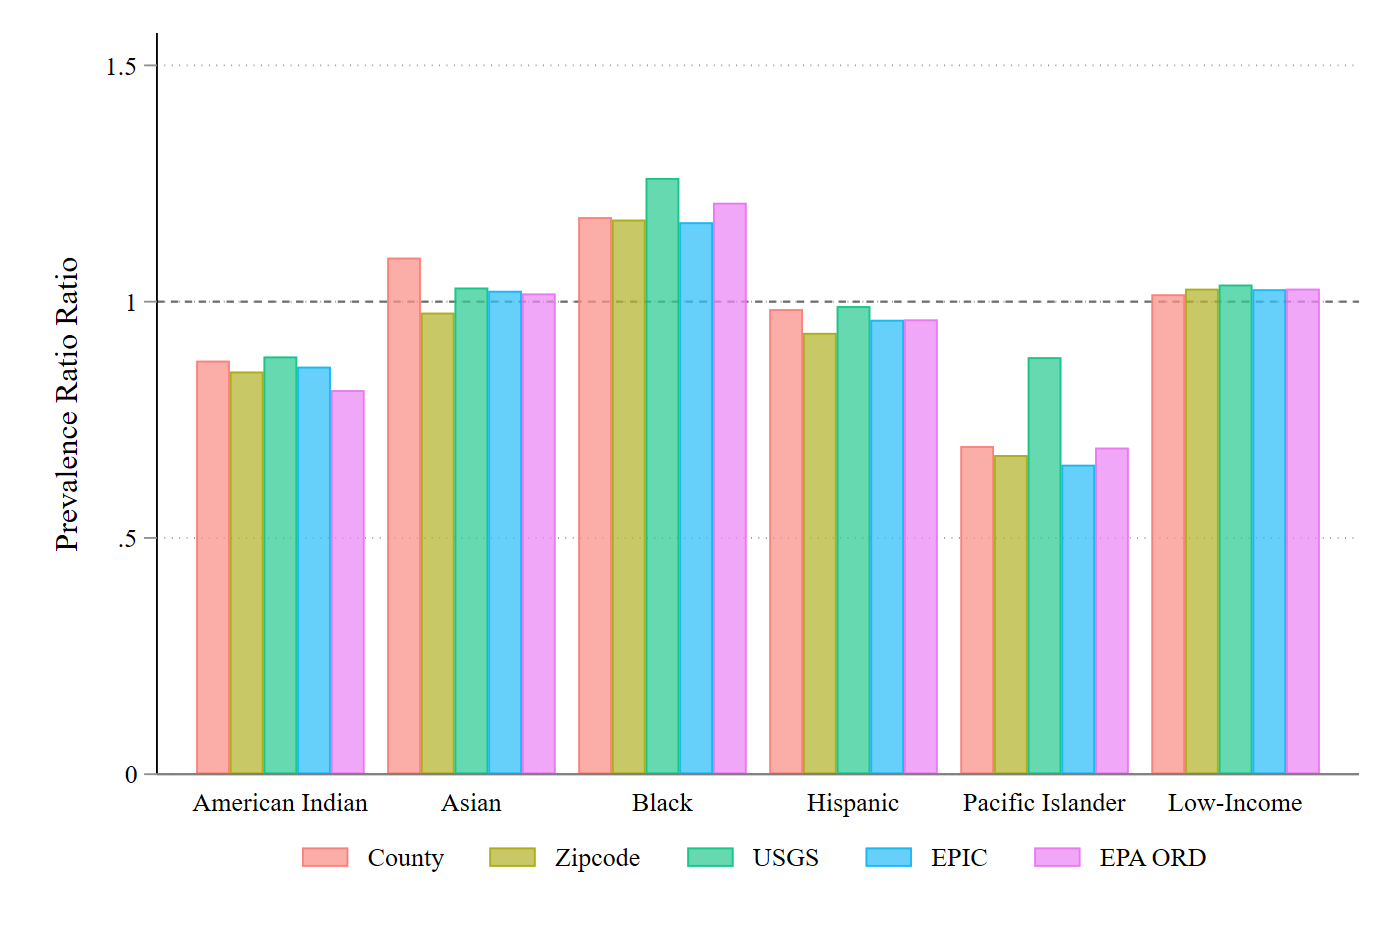 Prevalence Ratio Ratio
1.5
1
.5
0
American Indian Asian Black Hispanic Pacific Islander Low-Income
County Zipcode USGS EPIC EPA ORD